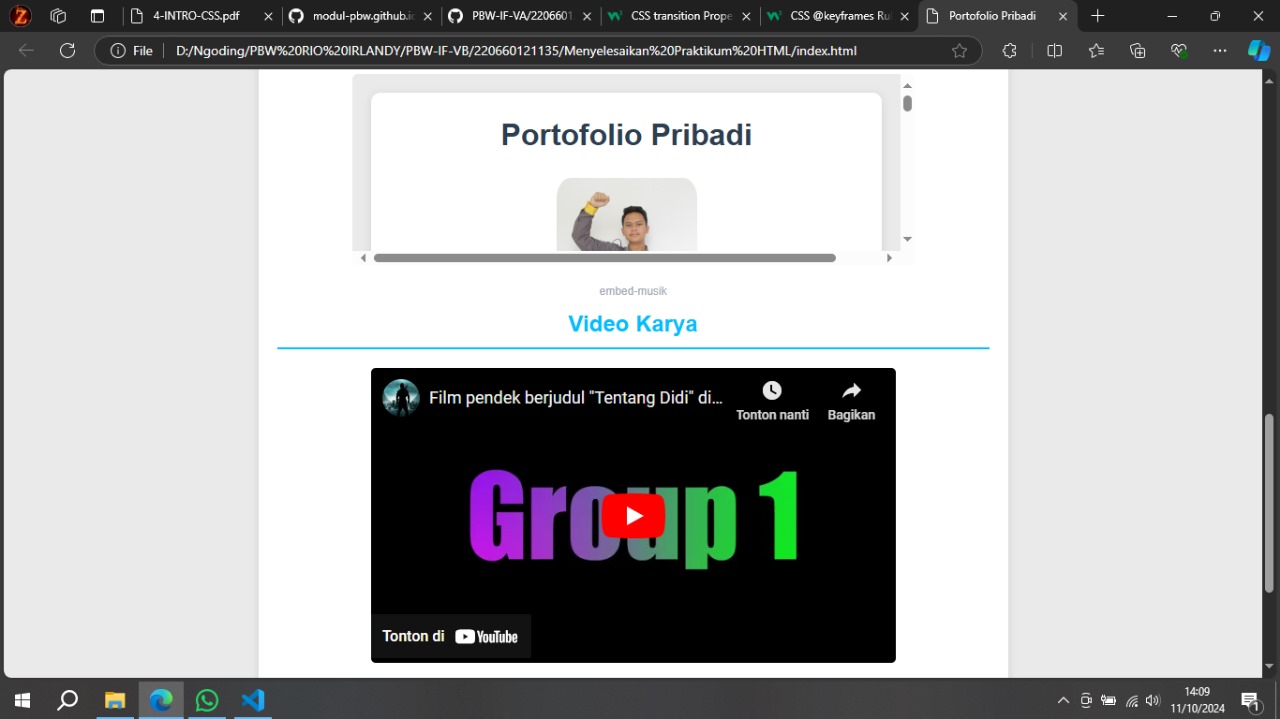 4-INTRO-CSS.pdf
modul-pbw.github.io
PBW-IF-VA/2206601
CSS transition Prope
CSS @keyframes Ru
Portofolio Pribadi
File
D:/Ngoding/PBW%20RIO%20IRLANDY/PBW-IF-VB/220660121135/Menyelesaikan%20Praktikum%20HTML/index.html
Portofolio Pribadi
embed-musik
Video Karya
Film pendek berjudul "Tentang Didi" di...
Tonton nanti
Bagikan
Group 1
Tonton di YouTube
14:09
11/10/2024
1